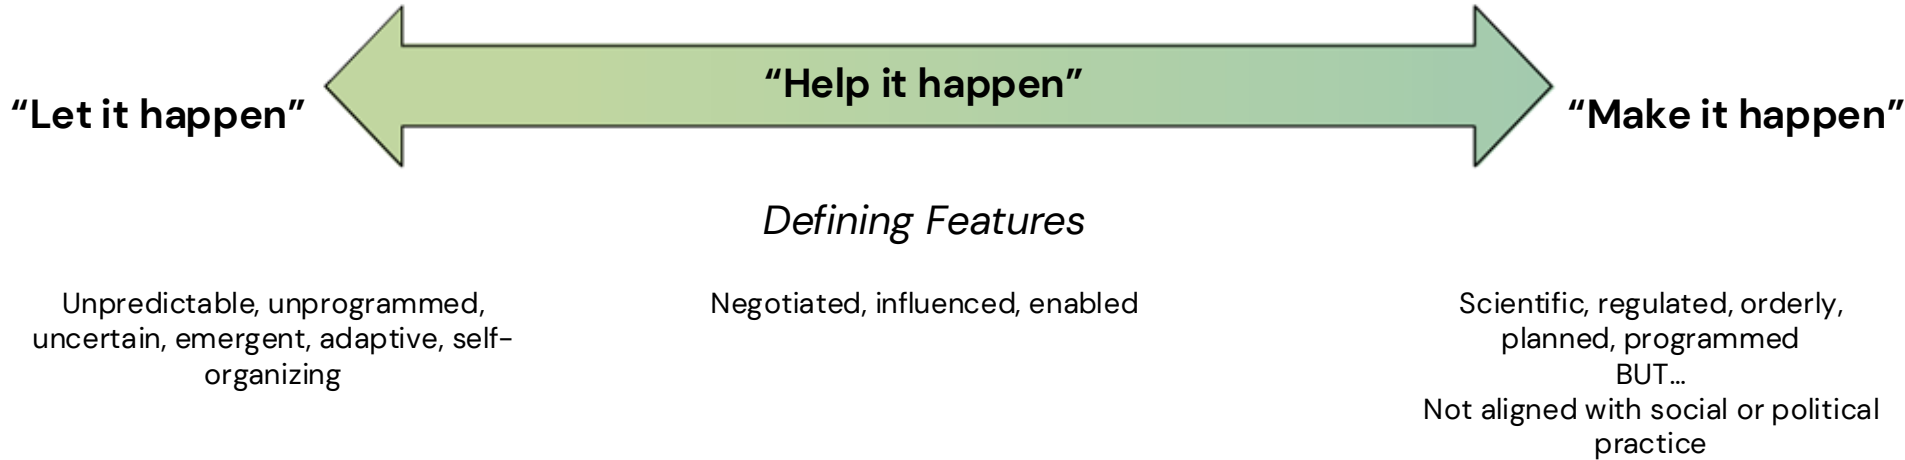 “Help it happen”
“Let it happen”
“Make it happen”
Defining Features
Unpredictable, unprogrammed,
uncertain, emergent, adaptive, self-
organizing
Negotiated, influenced, enabled
Scientific, regulated, orderly,
planned, programmed
BUT...
Not aligned with social or political
practice